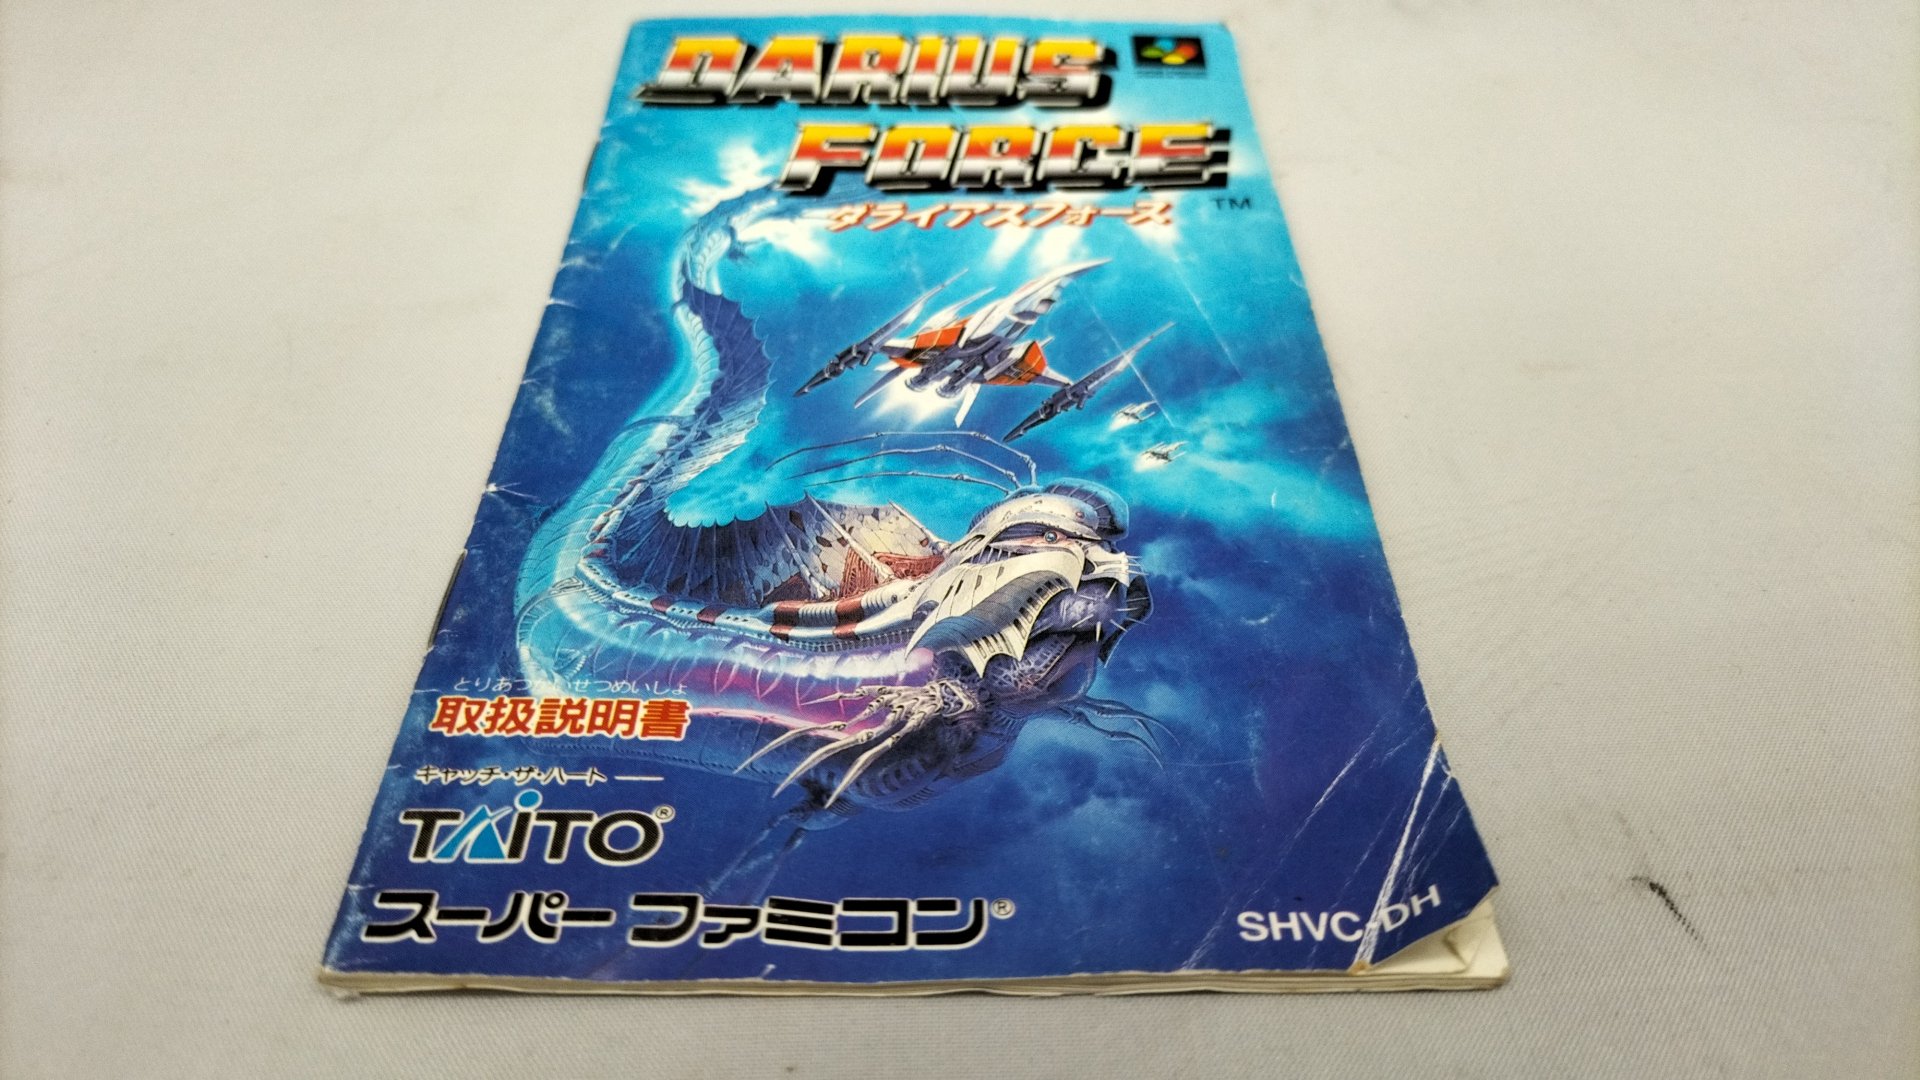 DARIUS
FORCE
TM
ダライアスフォース
とりあつかいせつめいしょ
取扱説明書
キャッチ・ザ・ハート
TAITO®
スーパーファミコン®
SHVC-DH